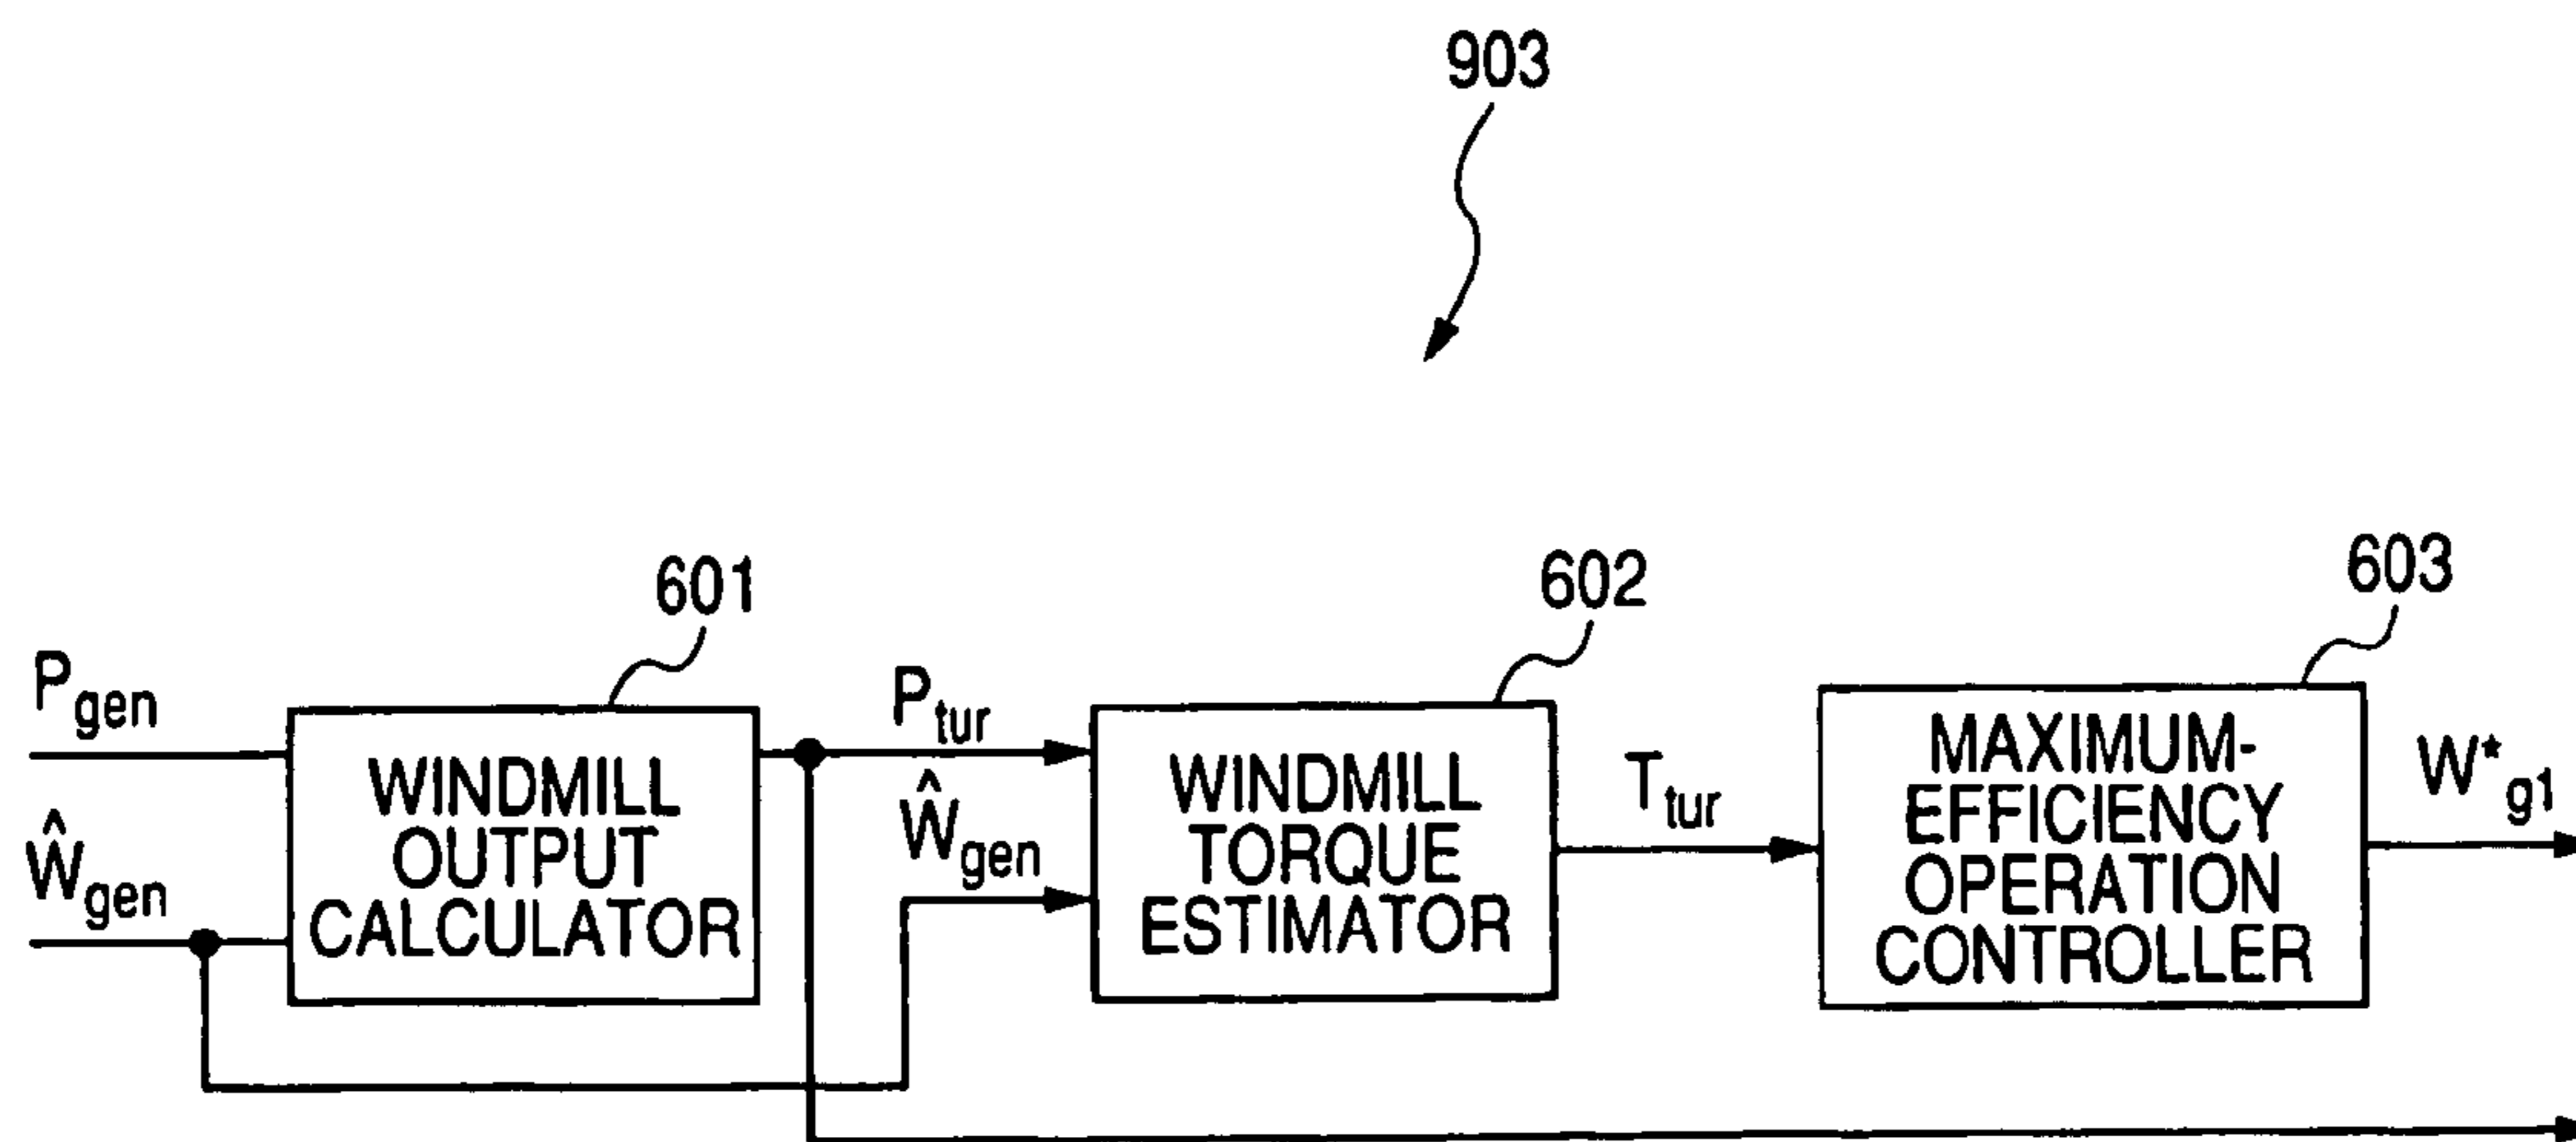 903
601
602
603
P_gen
Ŵ_gen
WINDMILL
OUTPUT
CALCULATOR
P_tur
Ŵ_gen
WINDMILL
TORQUE
ESTIMATOR
T_tur
MAXIMUM-
EFFICIENCY
OPERATION
CONTROLLER
W*_g1